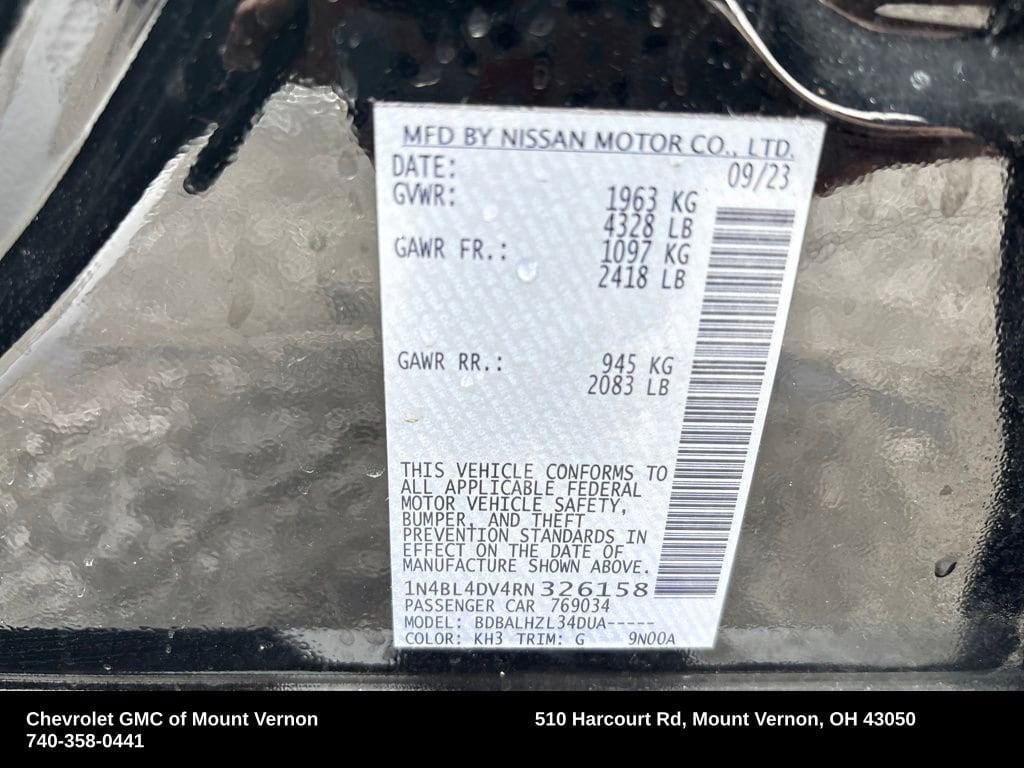 MFD BY NISSAN MOTOR CO., LTD.
DATE: 09/23
GVWR: 1963 KG
4328 LB
GAWR FR.: 1097 KG
2418 LB
GAWR RR.: 945 KG
2083 LB
THIS VEHICLE CONFORMS TO
ALL APPLICABLE FEDERAL
MOTOR VEHICLE SAFETY,
BUMPER, AND THEFT
PREVENTION STANDARDS IN
EFFECT ON THE DATE OF
MANUFACTURE SHOWN ABOVE.
1N4BL4DV4RN326158
PASSENGER CAR 769034
MODEL: BDBALHZL34DUA-----
COLOR: KH3 TRIM: G 9N00A
Chevrolet GMC of Mount Vernon
740-358-0441
510 Harcourt Rd, Mount Vernon, OH 43050